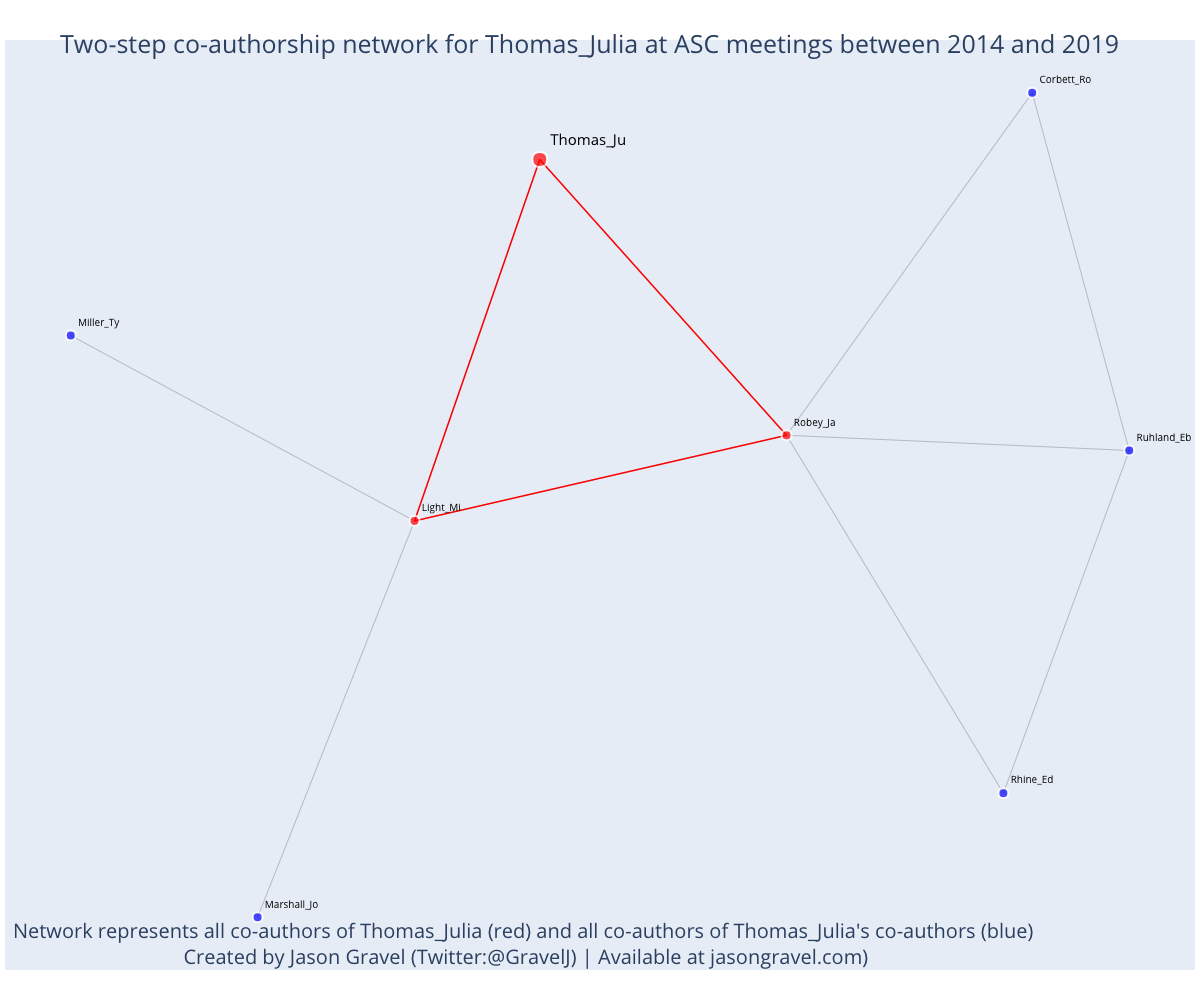 Two-step co-authorship network for Thomas_Julia at ASC meetings between 2014 and 2019
Corbett_Ro
Thomas_Ju
Miller_Ty
Robey_Ja
Ruhland_Eb
Light_Mi
Rhine_Ed
Marshall_Jo
Network represents all co-authors of Thomas_Julia (red) and all co-authors of Thomas_Julia's co-authors (blue)
Created by Jason Gravel (Twitter:@GravelJ) | Available at jasongravel.com)